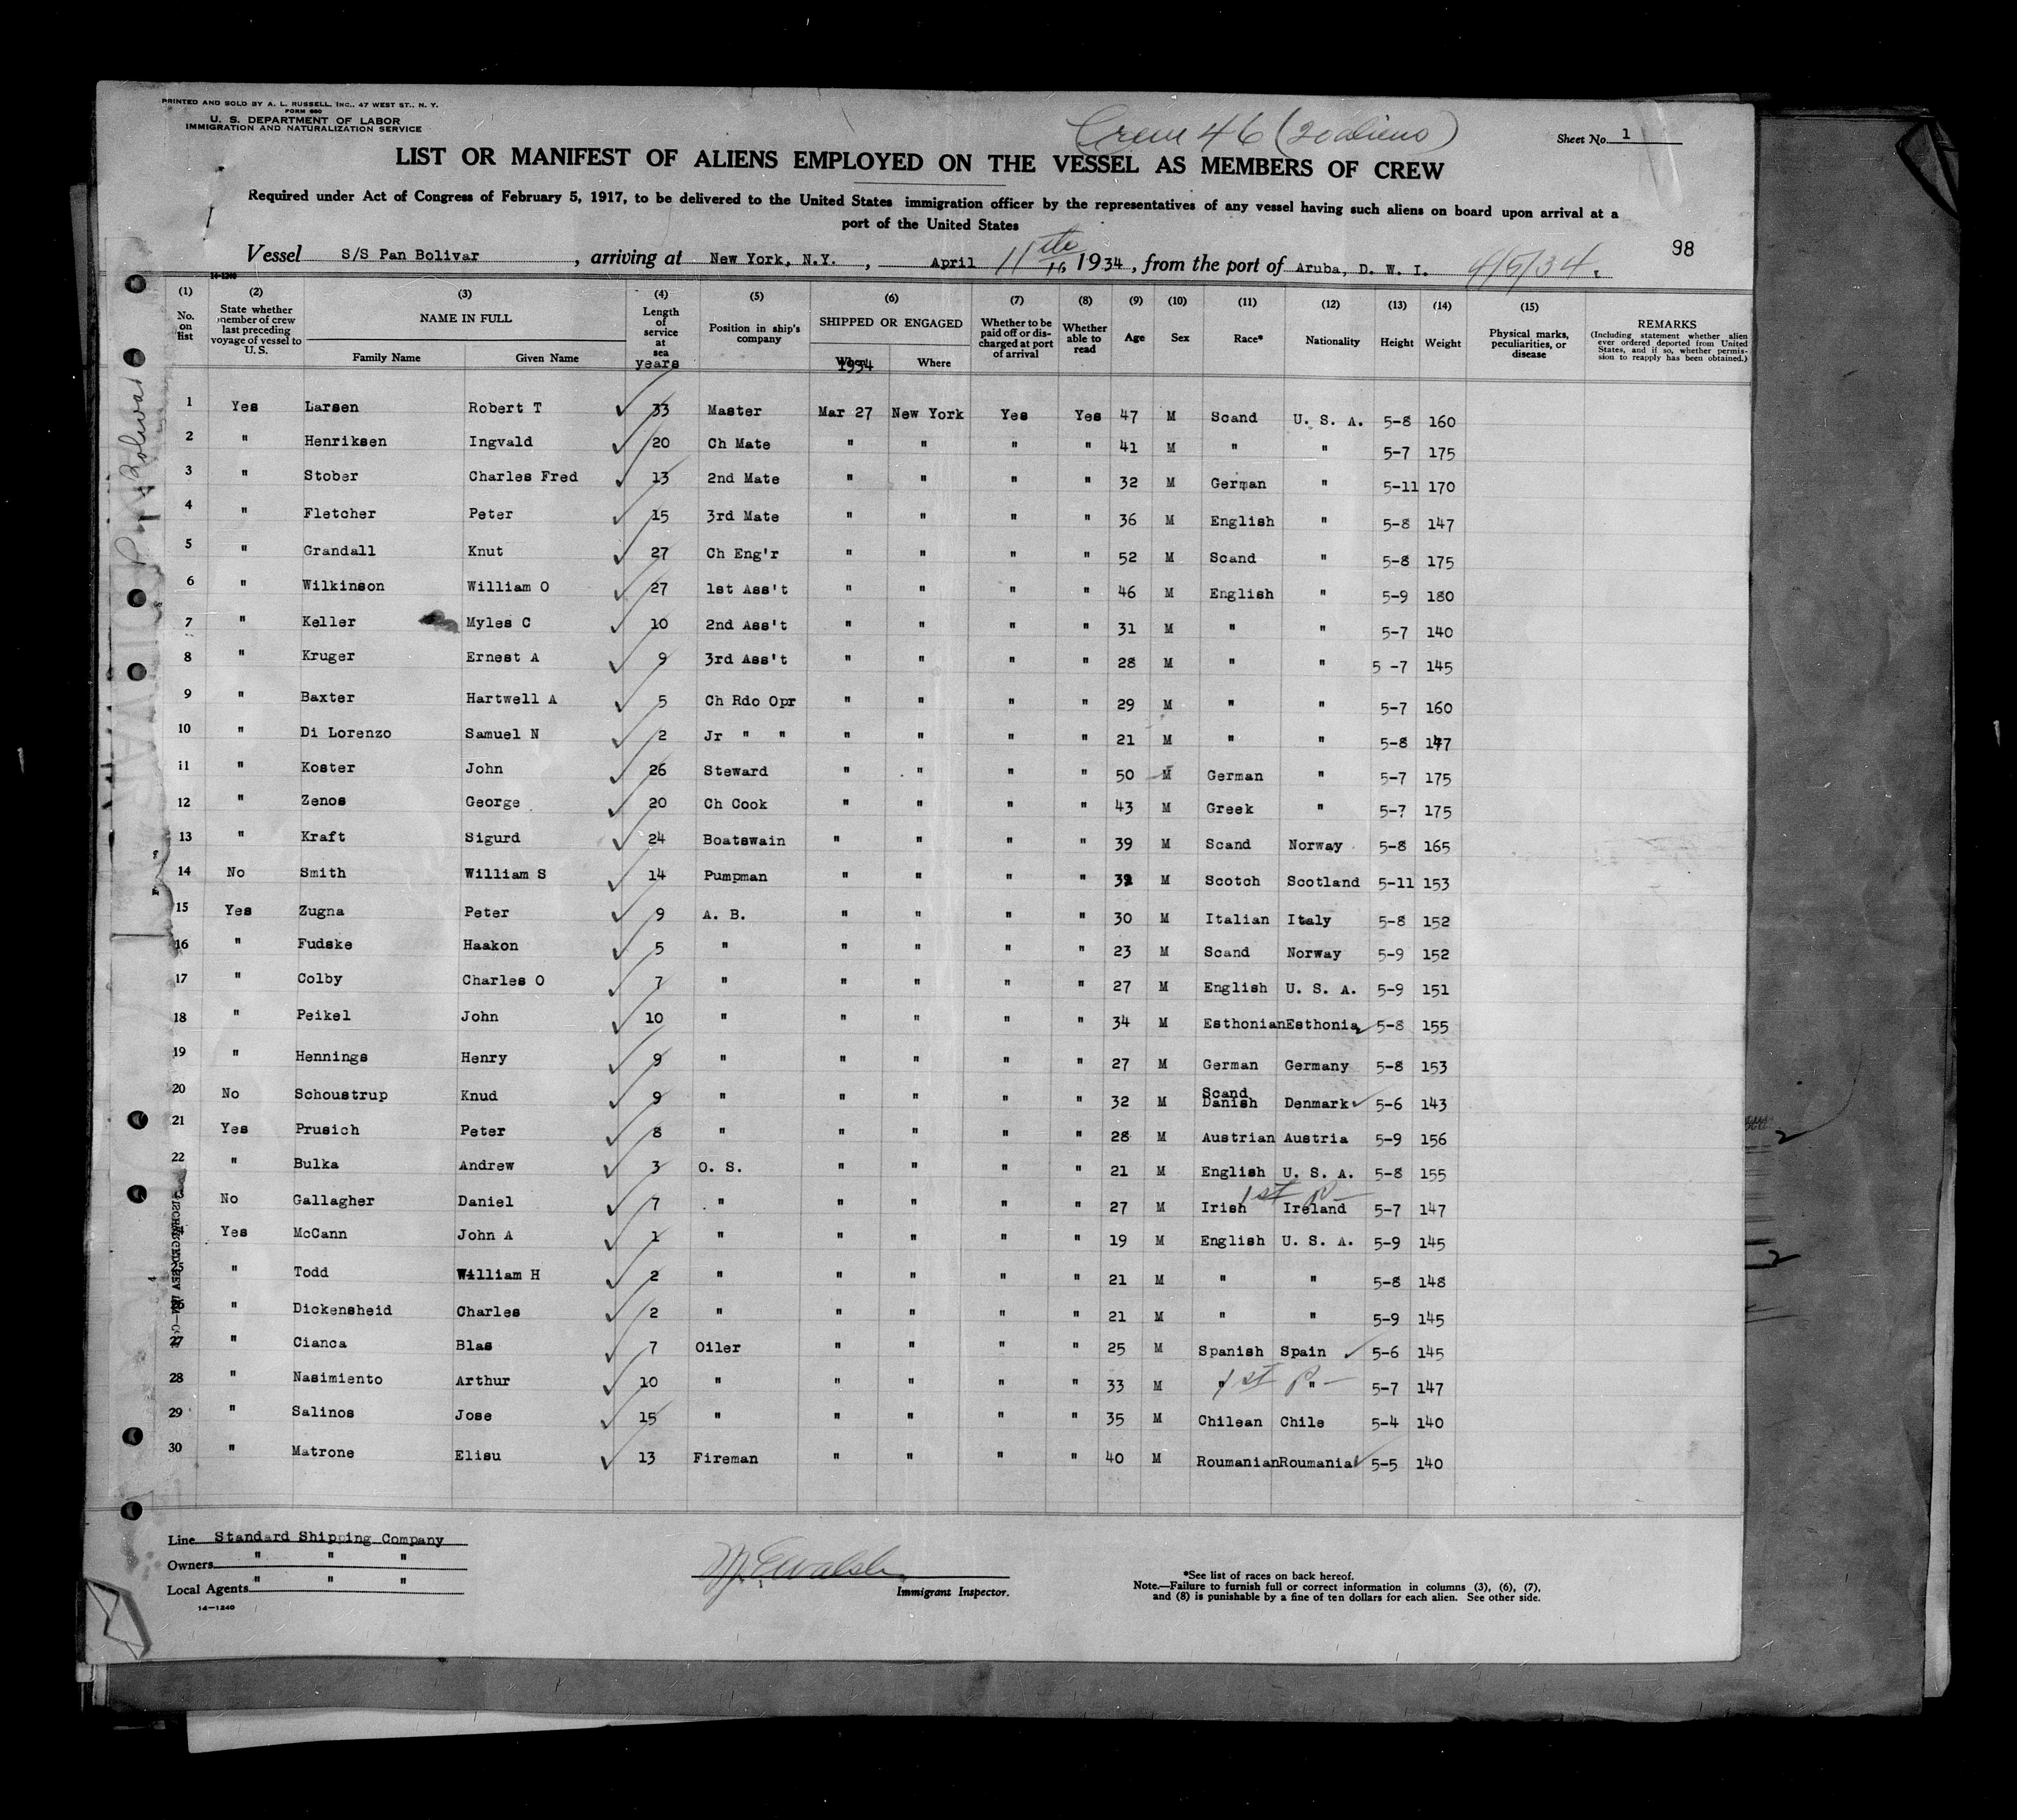 PRINTED AND SOLD BY A. L. RUSSELL, INC., 47 WEST ST., N. Y.
FORM 680
U. S. DEPARTMENT OF LABOR
IMMIGRATION AND NATURALIZATION SERVICE
Crew 46 (20 aliens)
Sheet No. 1
LIST OR MANIFEST OF ALIENS EMPLOYED ON THE VESSEL AS MEMBERS OF CREW
Required under Act of Congress of February 5, 1917, to be delivered to the United States immigration officer by the representatives of any vessel having such aliens on board upon arrival at a
port of the United States
98
Vessel S/S Pan Bolivar, arriving at New York, N.Y., April 11th 1934, from the port of Aruba, D. W. I. 4/5/34.
14-1240
(1) (2) (3) (4) (5) (6) (7) (8) (9) (10) (11) (12) (13) (14) (15)
No. on list
State whether member of crew last preceding voyage of vessel to U. S.
NAME IN FULL
Family Name Given Name
Length of service at sea years
Position in ship's company
SHIPPED OR ENGAGED
When 1934 Where
Whether to be paid off or discharged at port of arrival
Whether able to read
Age Sex Race* Nationality Height Weight
Physical marks, peculiarities, or disease
REMARKS
(Including statement whether alien ever ordered deported from United States, and if so, whether permission to reapply has been obtained.)
1 Yes Larsen Robert T 33 Master Mar 27 New York Yes Yes 47 M Scand U. S. A. 5-8 160
2 " Henriksen Ingvald 20 Ch Mate " " " " 41 M " " 5-7 175
3 " Stober Charles Fred 13 2nd Mate " " " " 32 M German " 5-11 170
4 " Fletcher Peter 15 3rd Mate " " " " 36 M English " 5-8 147
5 " Grandall Knut 27 Ch Eng'r " " " " 52 M Scand " 5-8 175
6 " Wilkinson William O 27 1st Ass't " " " " 46 M English " 5-9 180
7 " Keller Myles C 10 2nd Ass't " " " " 31 M " " 5-7 140
8 " Kruger Ernest A 9 3rd Ass't " " " " 28 M " " 5 -7 145
9 " Baxter Hartwell A 5 Ch Rdo Opr " " " " 29 M " " 5-7 160
10 " Di Lorenzo Samuel N 2 Jr " " " " " " 21 M " " 5-8 147
11 " Koster John 26 Steward " " " " 50 M German " 5-7 175
12 " Zenos George 20 Ch Cook " " " " 43 M Greek " 5-7 175
13 " Kraft Sigurd 24 Boatswain " " " " 39 M Scand Norway 5-8 165
14 No Smith William S 14 Pumpman " " " " 32 M Scotch Scotland 5-11 153
15 Yes Zugna Peter 9 A. B. " " " " 30 M Italian Italy 5-8 152
16 " Fudske Haakon 5 " " " " " 23 M Scand Norway 5-9 152
17 " Colby Charles O 7 " " " " " 27 M English U. S. A. 5-9 151
18 " Peikel John 10 " " " " " 34 M Esthonian Esthonia 5-8 155
19 " Hennings Henry 9 " " " " " 27 M German Germany 5-8 153
20 No Schoustrup Knud 9 " " " " " 32 M Scand Danish Denmark 5-6 143
21 Yes Prusich Peter 8 " " " " " 28 M Austrian Austria 5-9 156
22 " Bulka Andrew 3 O. S. " " " " 21 M English U. S. A. 5-8 155
No Gallagher Daniel 7 " " " " " 27 M Irish Ireland 5-7 147
Yes McCann John A 1 " " " " " 19 M English U. S. A. 5-9 145
" Todd William H 2 " " " " " 21 M " " 5-8 148
26 " Dickensheid Charles 2 " " " " " 21 M " " 5-9 145
27 " Cianca Blas 7 Oiler " " " " 25 M Spanish Spain 5-6 145
28 " Nasimiento Arthur 10 " " " " " 33 M " " 5-7 147
29 " Salinos Jose 15 " " " " " 35 M Chilean Chile 5-4 140
30 " Matrone Elisu 13 Fireman " " " " 40 M Roumanian Roumania 5-5 140
Line Standard Shipping Company
Owners " " "
Local Agents " " "
14-1240
Immigrant Inspector.
*See list of races on back hereof.
Note.—Failure to furnish full or correct information in columns (3), (6), (7),
and (8) is punishable by a fine of ten dollars for each alien. See other side.